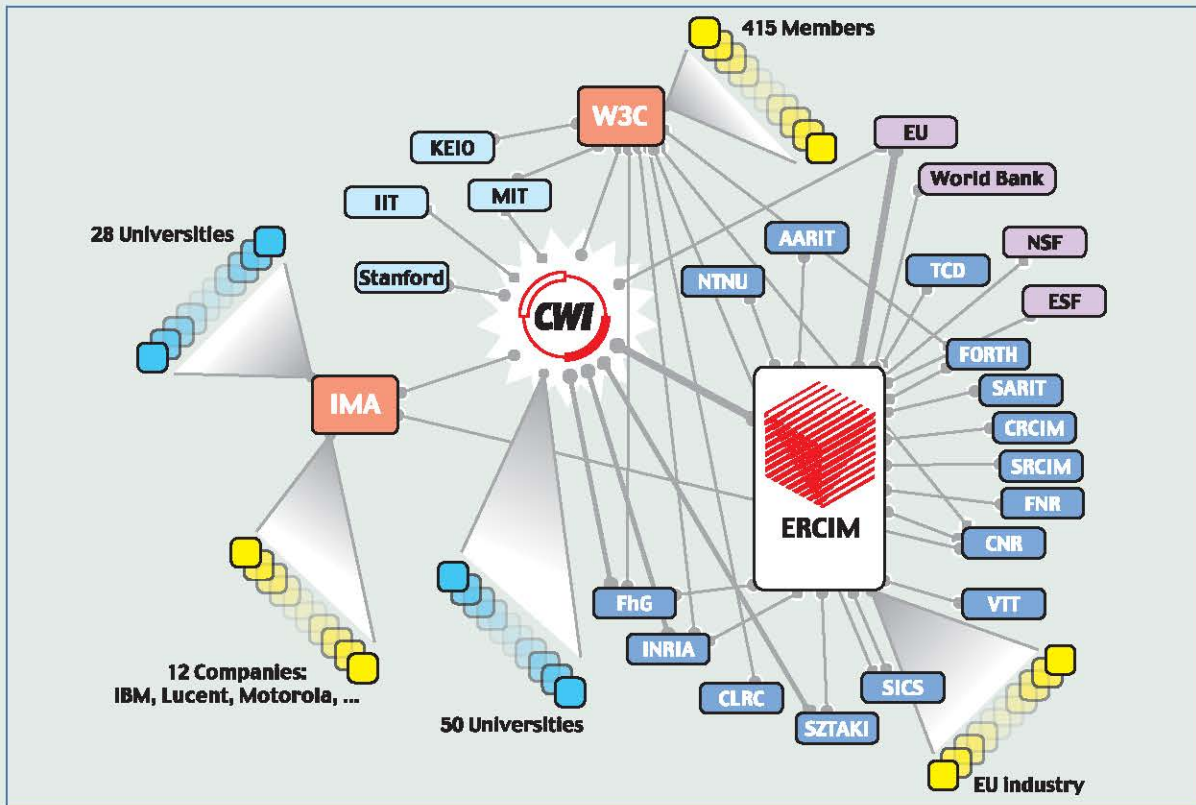 415 Members
W3C
KEIO
EU
World Bank
MIT
IIT
28 Universities
AARIT
NSF
TCD
NTNU
Stanford
ESF
CWI
FORTH
SARIT
IMA
CRCIM
SRCIM
FNR
ERCIM
CNR
FhG
VTT
INRIA
12 Companies:
IBM, Lucent, Motorola, ...
SICS
CLRC
50 Universities
SZTAKI
EU industry